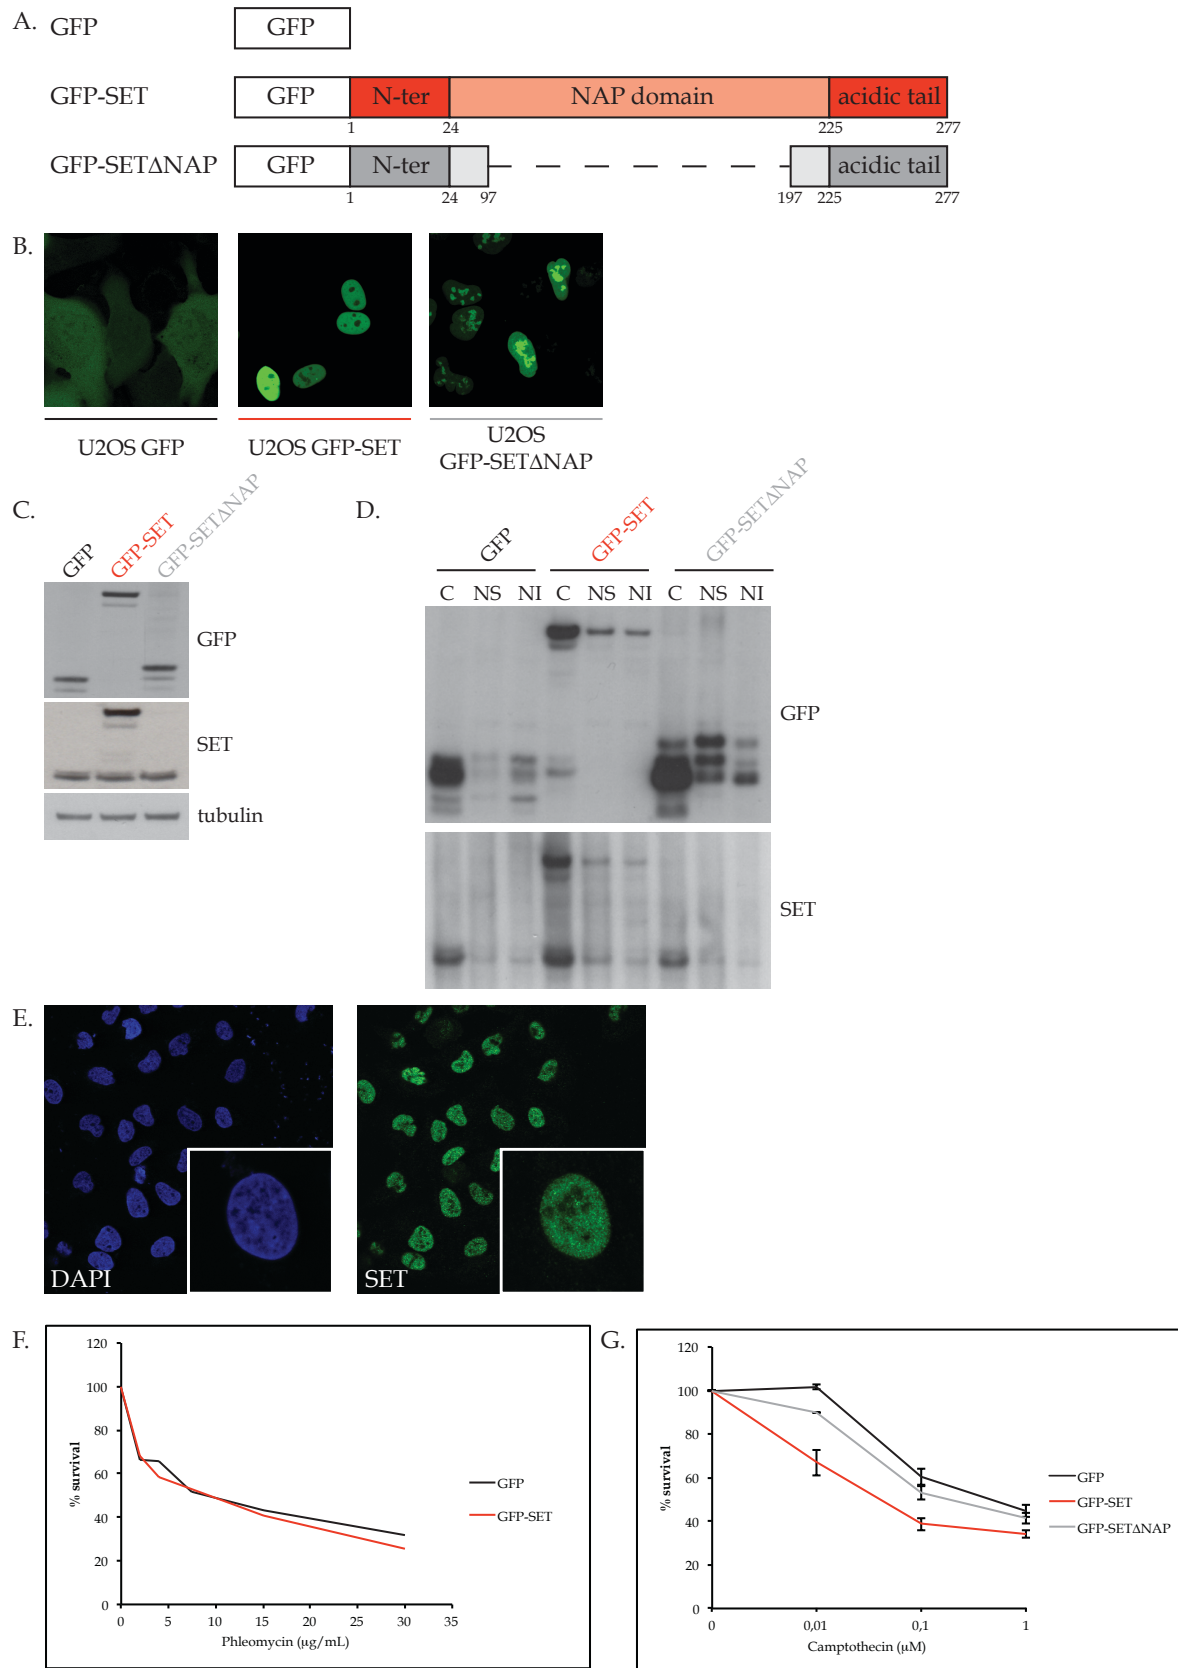 A.
GFP
GFP
GFP-SET
GFP
N-ter
NAP domain
acidic tail
1
24
225
277
GFP-SETΔNAP
GFP
N-ter
acidic tail
1
24
97
197
225
277
B.
U2OS GFP
U2OS GFP-SET
U2OS
GFP-SETΔNAP
C.
GFP
GFP-SET
GFP-SETΔNAP
GFP
SET
tubulin
D.
GFP
GFP-SET
GFP-SETΔNAP
C NS NI C NS NI C NS NI
GFP
SET
E.
DAPI
SET
F.
120
100
80
60
40
20
0
% survival
0 5 10 15 20 25 30 35
Phleomycin (µg/mL)
GFP
GFP-SET
G.
120
100
80
60
40
20
0
% survival
0 0,01 0,1 1
Camptothecin (µM)
GFP
GFP-SET
GFP-SETΔNAP